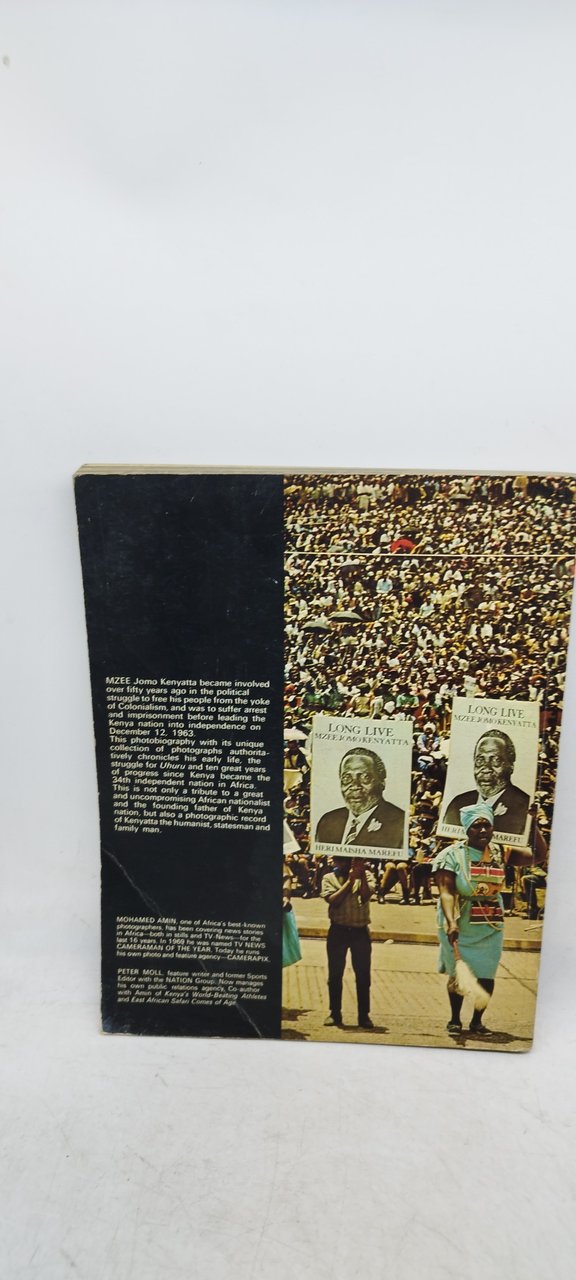 MZEE Jomo Kenyatta became involved
over fifty years ago in the political
struggle to free his people from the yoke
of Colonialism, and was to suffer arrest
and imprisonment before leading the
Kenya nation into independence on
December 12, 1963.
This photobiography with its unique
collection of photographs authorita-
tively chronicles his early life, the
struggle for Uhuru and ten great years
of progress since Kenya became the
34th independent nation in Africa.
This is not only a tribute to a great
and uncompromising African nationalist
and the founding father of Kenya
nation, but also a photographic record
of Kenyatta the humanist, statesman and
family man.
MOHAMED AMIN, one of Africa's best-known
photographers, has been covering news stories
in Africa—both in stills and TV-News—for the
last 16 years. In 1969 he was named TV NEWS
CAMERAMAN OF THE YEAR. Today he runs
his own photo and feature agency—CAMERAPIX.
PETER MOLL, feature writer and former Sports
Editor with the NATION Group. Now manages
his own public relations agency. Co-author
with Amin of Kenya's World-Beating Athletes
and East African Safari Comes of Age.
LONG LIVE
MZEE JOMO KENYATTA
HERI MAISHA MAREFU
LONG LIVE
MZEE JOMO KENYATTA
HERI MAREFU